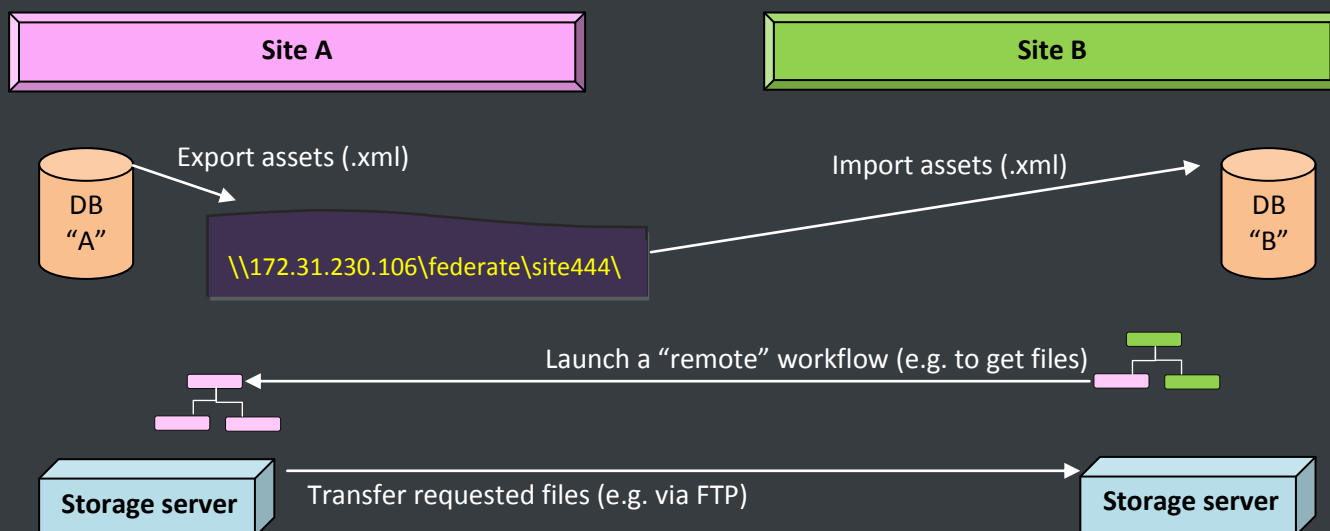 Site A
Site B
Export assets (.xml)
Import assets (.xml)
DB
“A”
\\172.31.230.106\federate\site444\
DB
“B”
Launch a “remote” workflow (e.g. to get files)
Storage server
Transfer requested files (e.g. via FTP)
Storage server